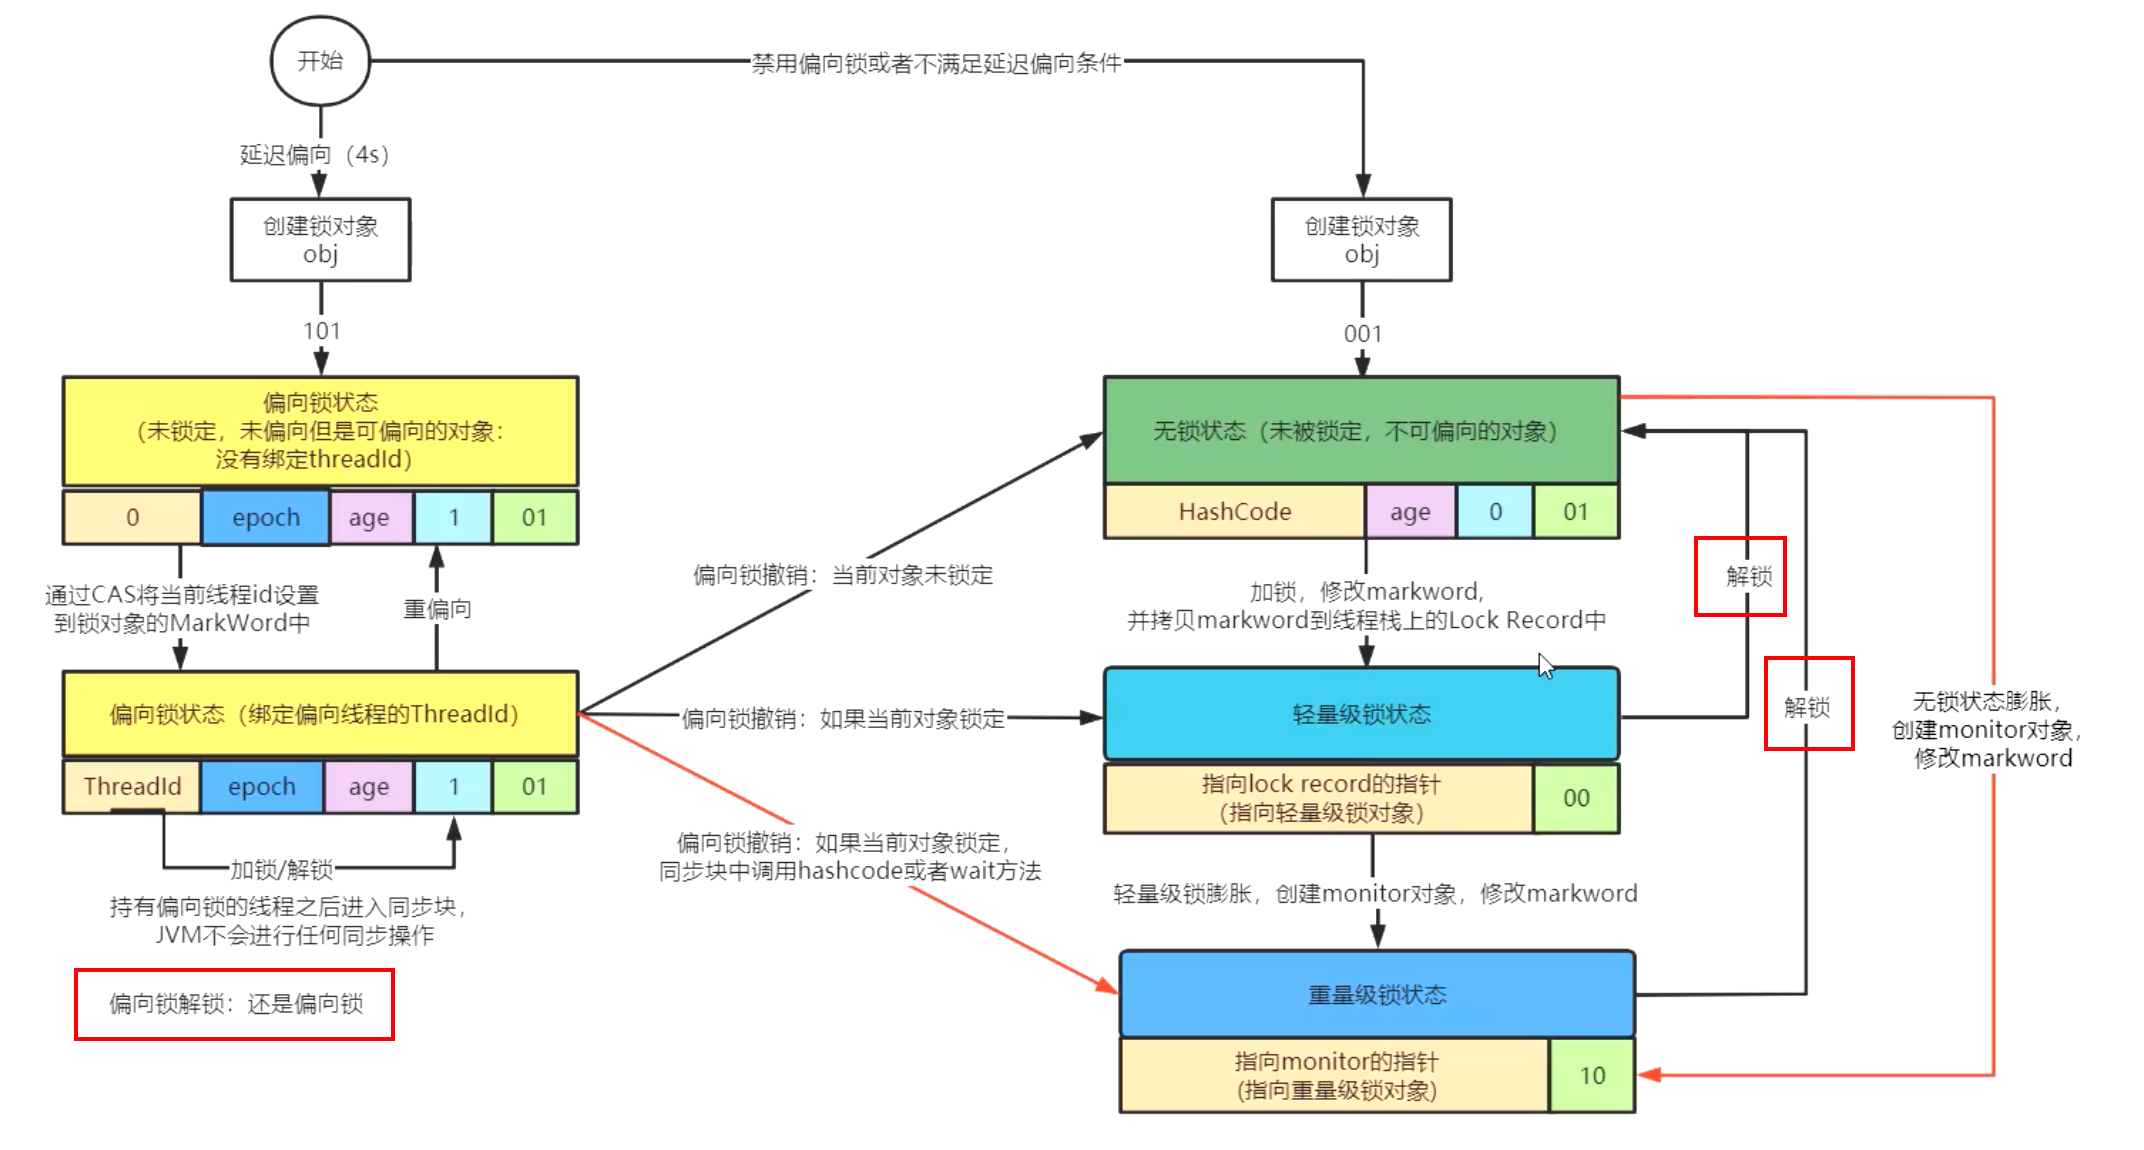 开始
禁用偏向锁或者不满足延迟偏向条件
延迟偏向（4s）
创建锁对象
obj
创建锁对象
obj
101
001
偏向锁状态
（未锁定，未偏向但是可偏向的对象：
没有绑定threadId）
0 epoch age 1 01
无锁状态（未被锁定，不可偏向的对象）
HashCode age 0 01
通过CAS将当前线程id设置
到锁对象的MarkWord中
重偏向
偏向锁撤销：当前对象未锁定
加锁，修改markword，
并拷贝markword到线程栈上的Lock Record中
解锁
解锁
无锁状态膨胀，
创建monitor对象，
修改markword
偏向锁状态（绑定偏向线程的ThreadId）
ThreadId epoch age 1 01
偏向锁撤销：如果当前对象锁定
轻量级锁状态
指向lock record的指针
(指向轻量级锁对象)
00
加锁/解锁
持有偏向锁的线程之后进入同步块，
JVM不会进行任何同步操作
偏向锁撤销：如果当前对象锁定，
同步块中调用hashcode或者wait方法
轻量级锁膨胀，创建monitor对象，修改markword
偏向锁解锁：还是偏向锁
重量级锁状态
指向monitor的指针
(指向重量级锁对象)
10